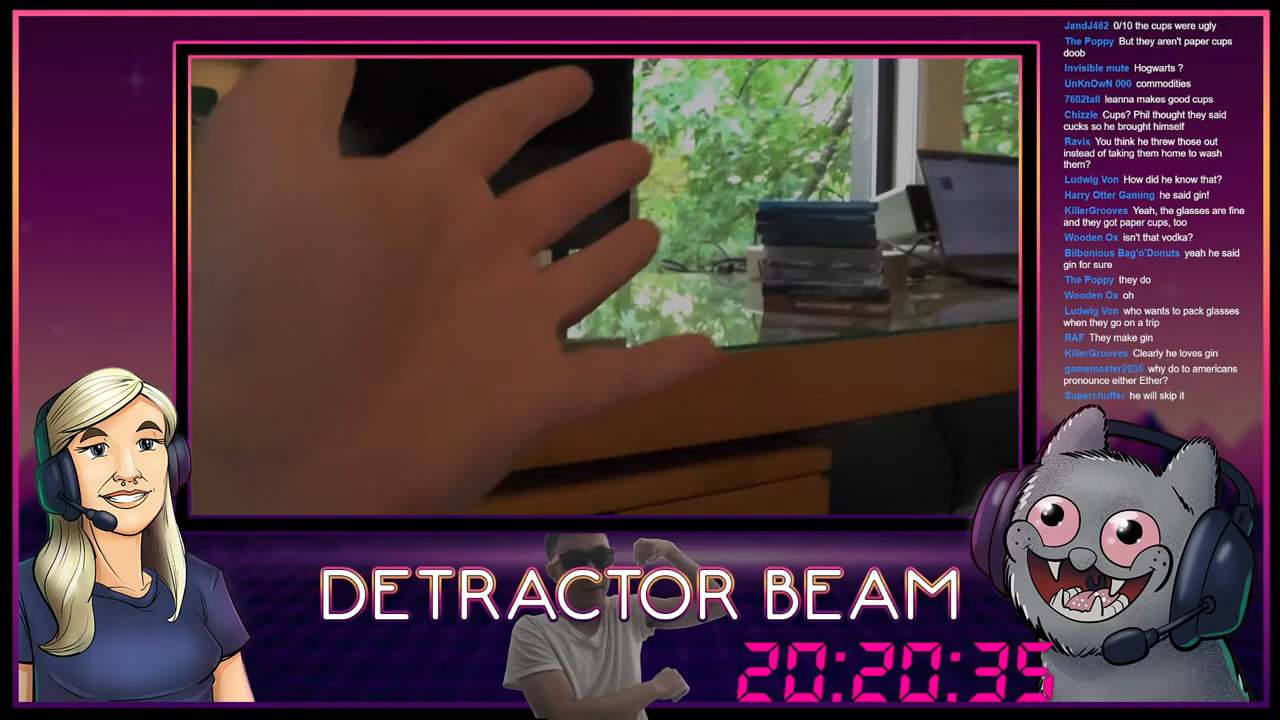 JandJ462 0/10 the cups were ugly
The Poppy But they aren't paper cups
doob
Invisible mute Hogwarts ?
UnKnOwN 000 commodities
7602tall leanna makes good cups
Chizzle Cups? Phil thought they said
cucks so he brought himself
Ravix You think he threw those out
instead of taking them home to wash
them?
Ludwig Von How did he know that?
Harry Otter Gaming he said gin!
KillerGrooves Yeah, the glasses are fine
and they got paper cups, too
Wooden Ox isn't that vodka?
Bilbonious Bag'o'Donuts yeah he said
gin for sure
The Poppy they do
Wooden Ox oh
Ludwig Von who wants to pack glasses
when they go on a trip
RAF They make gin
KillerGrooves Clearly he loves gin
gamemaster2035 why do to americans
pronounce either Ether?
Superchuffer he will skip it
DETRACTOR BEAM
20:20:35